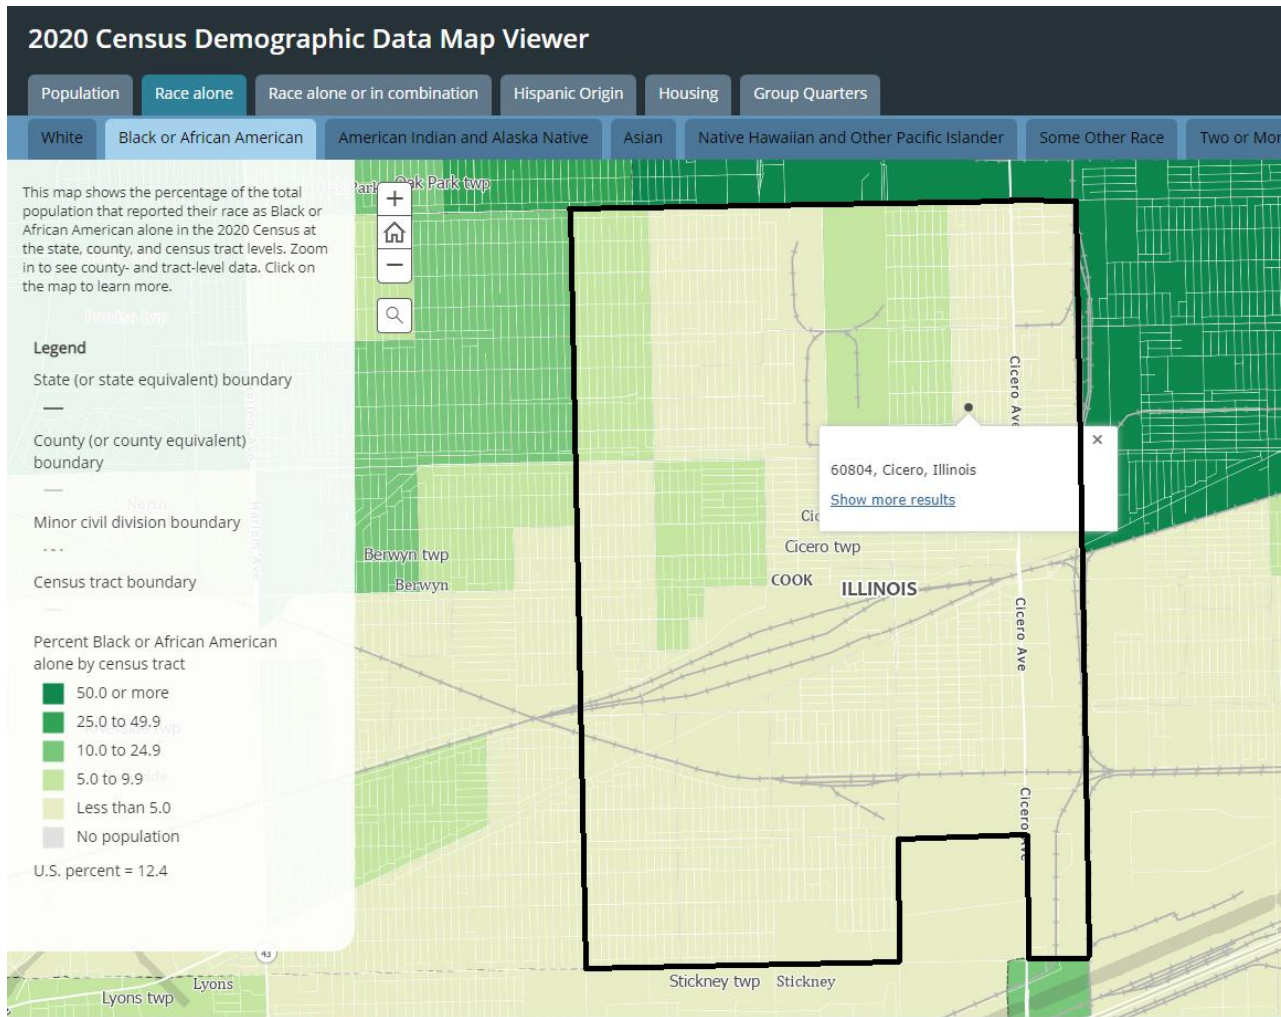 2020 Census Demographic Data Map Viewer
Population Race alone Race alone or in combination Hispanic Origin Housing Group Quarters
White Black or African American American Indian and Alaska Native Asian Native Hawaiian and Other Pacific Islander Some Other Race Two or Mor
This map shows the percentage of the total
population that reported their race as Black or
African American alone in the 2020 Census at
the state, county, and census tract levels. Zoom
in to see county- and tract-level data. Click on
the map to learn more.
Legend
State (or state equivalent) boundary
County (or county equivalent)
boundary
Minor civil division boundary
Census tract boundary
Percent Black or African American
alone by census tract
50.0 or more
25.0 to 49.9
10.0 to 24.9
5.0 to 9.9
Less than 5.0
No population
U.S. percent = 12.4
Oak Park twp
+
−
Cicero Ave
60804, Cicero, Illinois
×
Show more results
Cic
Cicero twp
Berwyn twp
Berwyn
COOK
ILLINOIS
Cicero Ave
Cicero Ave
43
Lyons
Lyons twp
Stickney twp
Stickney